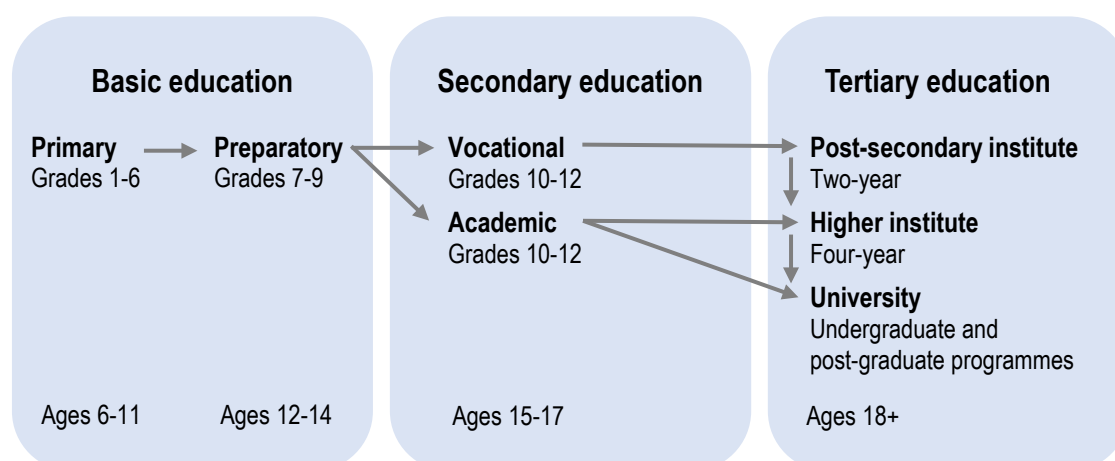 Basic education
Primary
Grades 1-6
Preparatory
Grades 7-9
Ages 6-11
Ages 12-14
Secondary education
Vocational
Grades 10-12
Academic
Grades 10-12
Ages 15-17
Tertiary education
Post-secondary institute
Two-year
Higher institute
Four-year
University
Undergraduate and
post-graduate programmes
Ages 18+